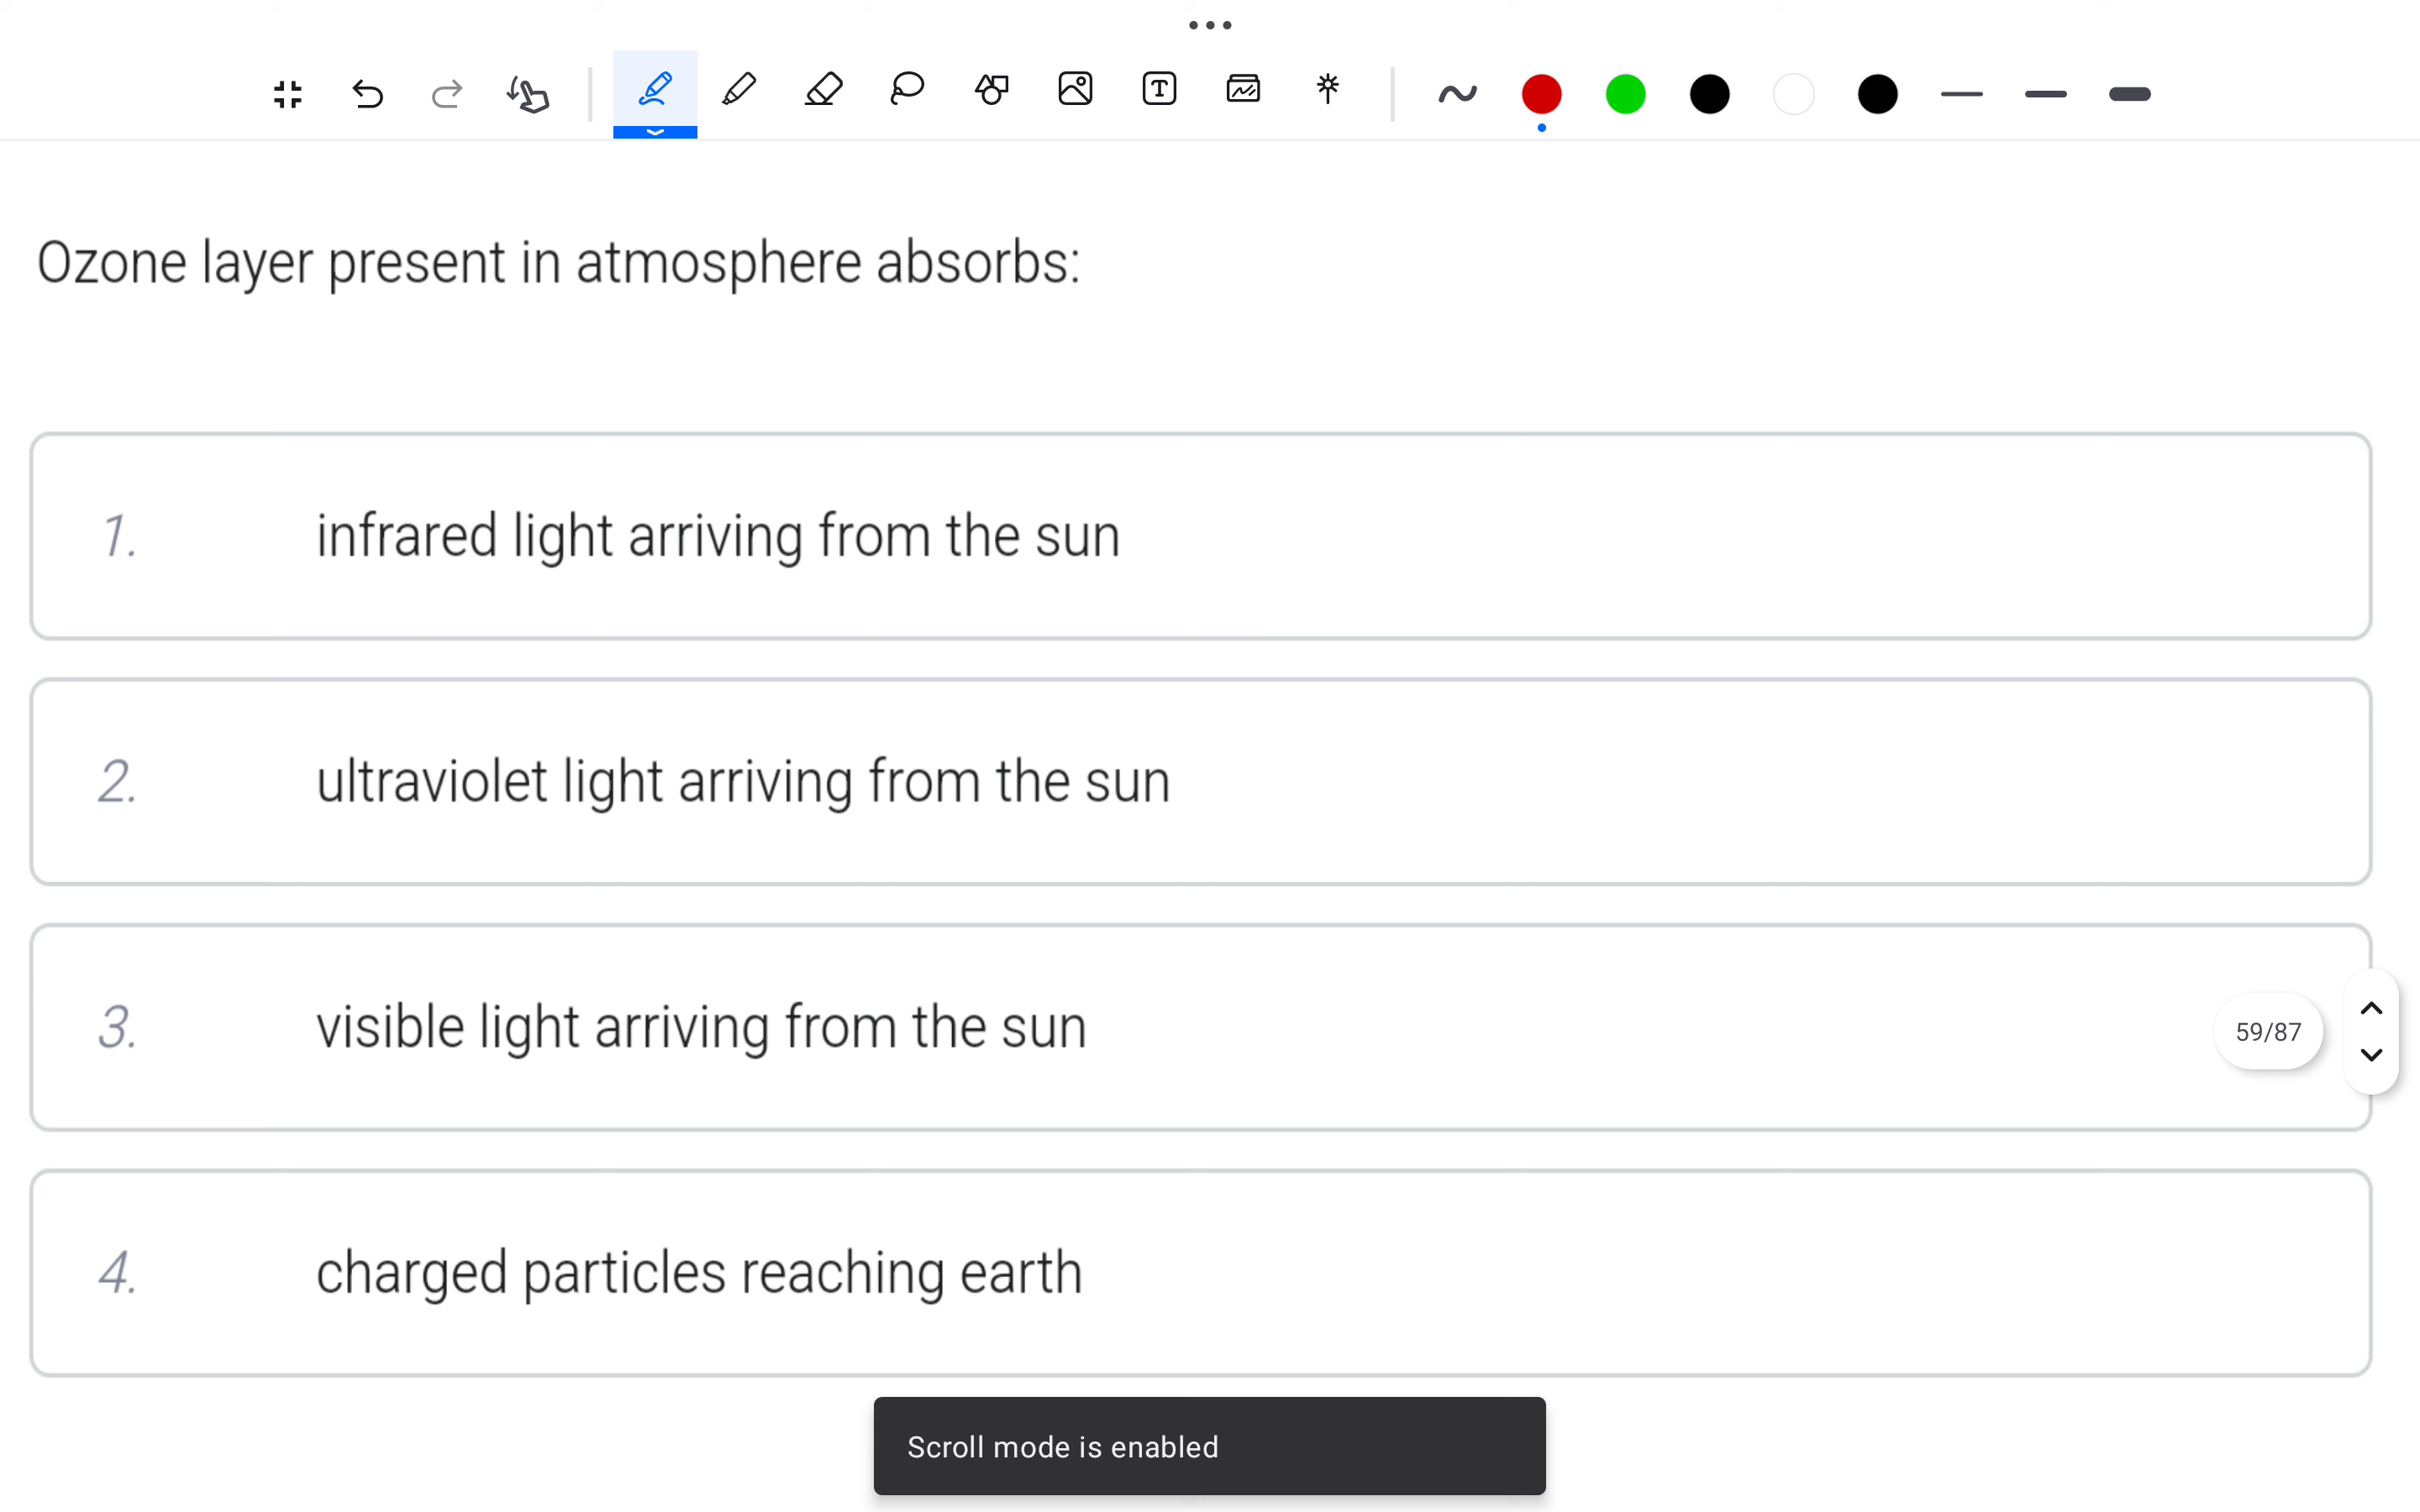 Ozone layer present in atmosphere absorbs:
1. infrared light arriving from the sun
2. ultraviolet light arriving from the sun
3. visible light arriving from the sun
59/87
4. charged particles reaching earth
Scroll mode is enabled